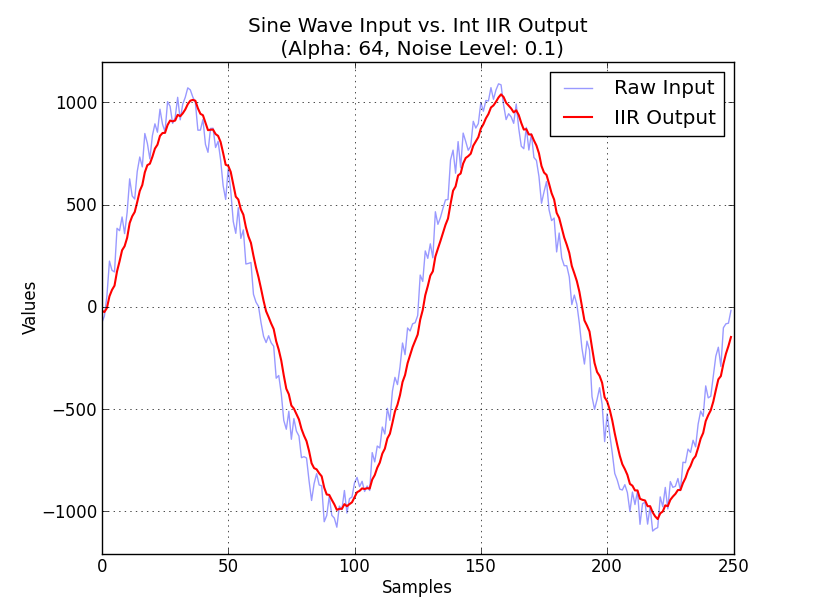 Sine Wave Input vs. Int IIR Output
(Alpha: 64, Noise Level: 0.1)
Raw Input
IIR Output
Values
1000
500
0
−500
−1000
0 50 100 150 200 250
Samples